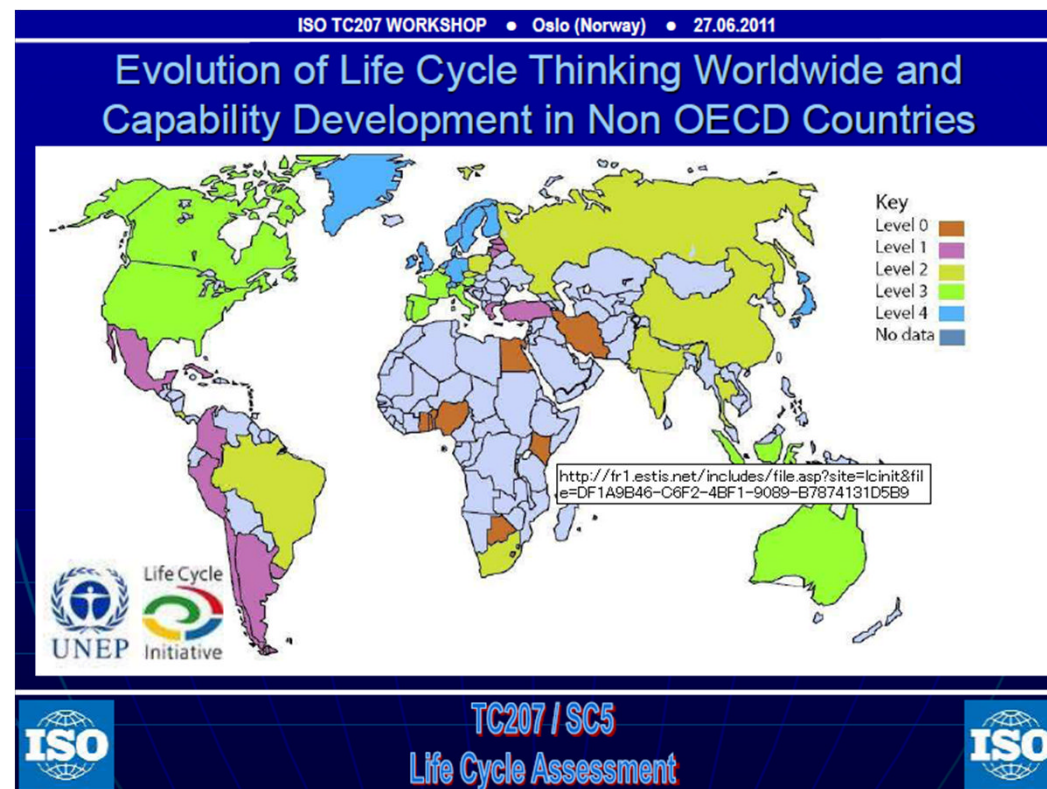 ISO TC207 WORKSHOP ● Oslo (Norway) ● 27.06.2011
Evolution of Life Cycle Thinking Worldwide and
Capability Development in Non OECD Countries
Key
Level 0
Level 1
Level 2
Level 3
Level 4
No data
http://fr1.estis.net/includes/file.asp?site=lcinit&fil
e=DF1A9B46-C6F2-4BF1-9089-B7874131D5B9
UNEP
Life Cycle
Initiative
ISO
TC207 / SC5
Life Cycle Assessment
ISO